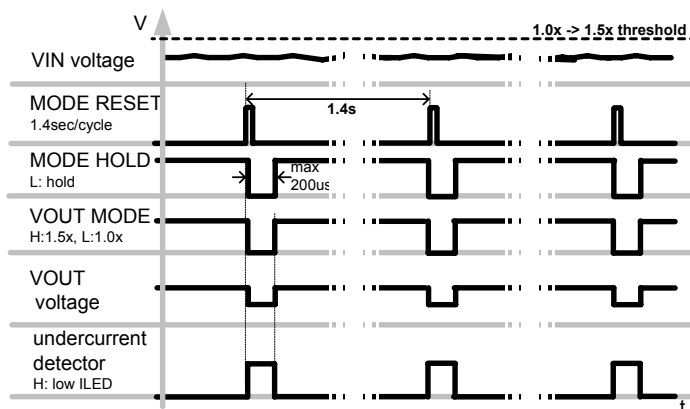 V
1.0x -> 1.5x threshold
VIN voltage
MODE RESET
1.4sec/cycle
1.4s
MODE HOLD
L: hold
max
200us
VOUT MODE
H:1.5x, L:1.0x
VOUT
voltage
undercurrent
detector
H: low ILED
t